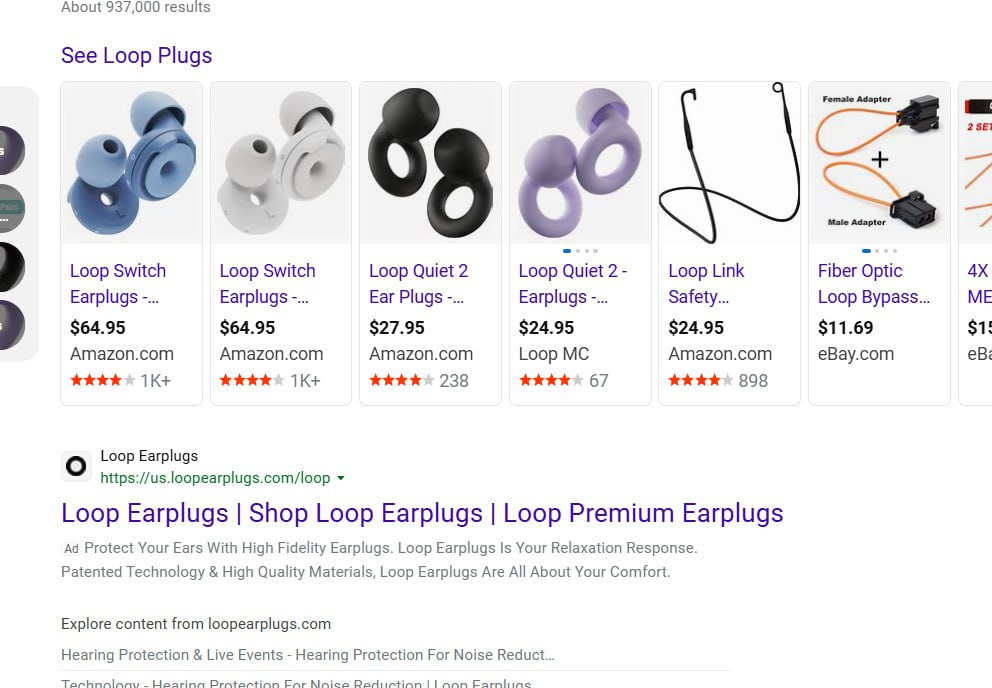 About 937,000 results
See Loop Plugs
Female Adapter
2 SET
Male Adapter
Loop Switch
Earplugs -...
$64.95
Amazon.com
1K+
Loop Switch
Earplugs -...
$64.95
Amazon.com
1K+
Loop Quiet 2
Ear Plugs -...
$27.95
Amazon.com
238
Loop Quiet 2 -
Earplugs -...
$24.95
Loop MC
67
Loop Link
Safety...
$24.95
Amazon.com
898
Fiber Optic
Loop Bypass...
$11.69
eBay.com
4X
ME
$15
eBa
Loop Earplugs
https://us.loopearplugs.com/loop
Loop Earplugs | Shop Loop Earplugs | Loop Premium Earplugs
Ad Protect Your Ears With High Fidelity Earplugs. Loop Earplugs Is Your Relaxation Response.
Patented Technology & High Quality Materials, Loop Earplugs Are All About Your Comfort.
Explore content from loopearplugs.com
Hearing Protection & Live Events - Hearing Protection For Noise Reduct...
Technology - Hearing Protection For Noise Reduction | Loop Earplugs